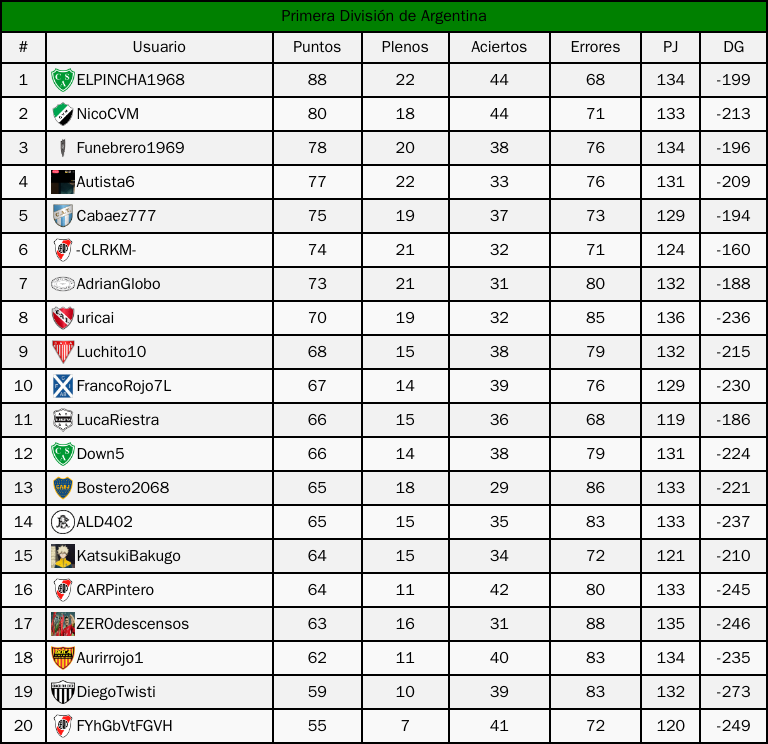 Primera División de Argentina
# Usuario Puntos Plenos Aciertos Errores PJ DG
1 ELPINCHA1968 88 22 44 68 134 -199
2 NicoCVM 80 18 44 71 133 -213
3 Funebrero1969 78 20 38 76 134 -196
4 Autista6 77 22 33 76 131 -209
5 Cabaez777 75 19 37 73 129 -194
6 -CLRKM- 74 21 32 71 124 -160
7 AdrianGlobo 73 21 31 80 132 -188
8 uricai 70 19 32 85 136 -236
9 Luchito10 68 15 38 79 132 -215
10 FrancoRojo7L 67 14 39 76 129 -230
11 LucaRiestra 66 15 36 68 119 -186
12 Down5 66 14 38 79 131 -224
13 Bostero2068 65 18 29 86 133 -221
14 ALD402 65 15 35 83 133 -237
15 KatsukiBakugo 64 15 34 72 121 -210
16 CARPintero 64 11 42 80 133 -245
17 ZER0descensos 63 16 31 88 135 -246
18 Aurirrojo1 62 11 40 83 134 -235
19 DiegoTwisti 59 10 39 83 132 -273
20 FYhGbVtFGVH 55 7 41 72 120 -249